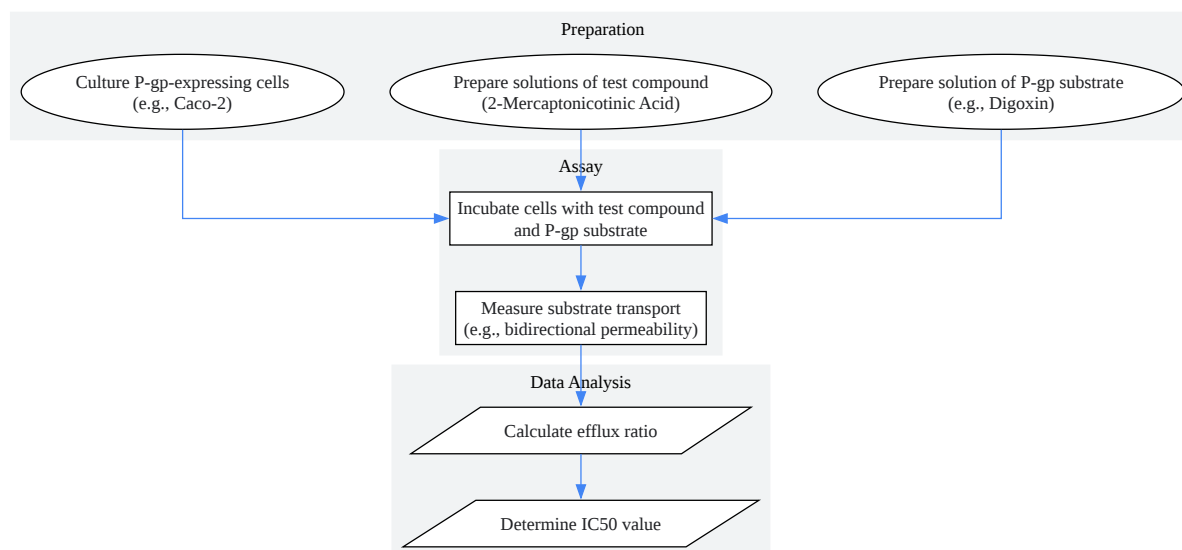 Preparation
Culture P-gp-expressing cells
(e.g., Caco-2)
Prepare solutions of test compound
(2-Mercaptonicotinic Acid)
Prepare solution of P-gp substrate
(e.g., Digoxin)
Assay
Incubate cells with test compound
and P-gp substrate
Measure substrate transport
(e.g., bidirectional permeability)
Data Analysis
Calculate efflux ratio
Determine IC50 value